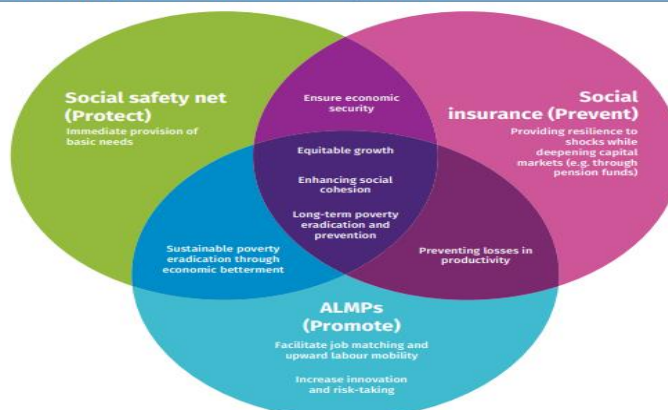 Social safety net
(Protect)
Immediate provision of
basic needs
Ensure economic
security
Social
insurance (Prevent)
Providing resilience to
shocks while
deepening capital
markets (e.g. through
pension funds)
Equitable growth
Enhancing social
cohesion
Long-term poverty
eradication and
prevention
Sustainable poverty
eradication through
economic betterment
Preventing losses in
productivity
ALMPs
(Promote)
Facilitate job matching and
upward labour mobility
Increase innovation
and risk-taking